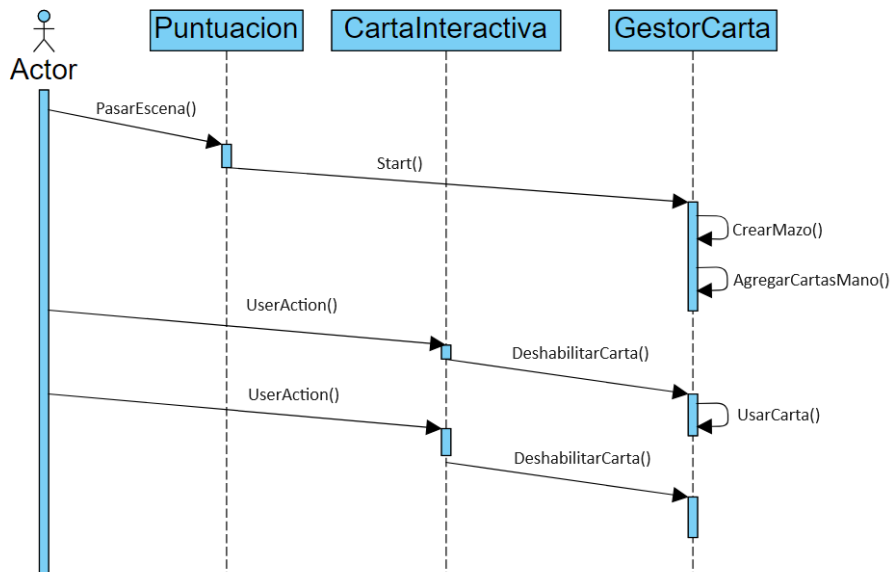 Actor
Puntuacion
CartaInteractiva
GestorCarta
PasarEscena()
Start()
CrearMazo()
AgregarCartasMano()
UserAction()
DeshabilitarCarta()
UserAction()
UsarCarta()
DeshabilitarCarta()